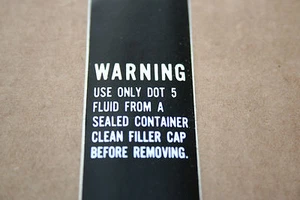 WARNING
USE ONLY DOT 5
FLUID FROM A
SEALED CONTAINER
CLEAN FILLER CAP
BEFORE REMOVING.